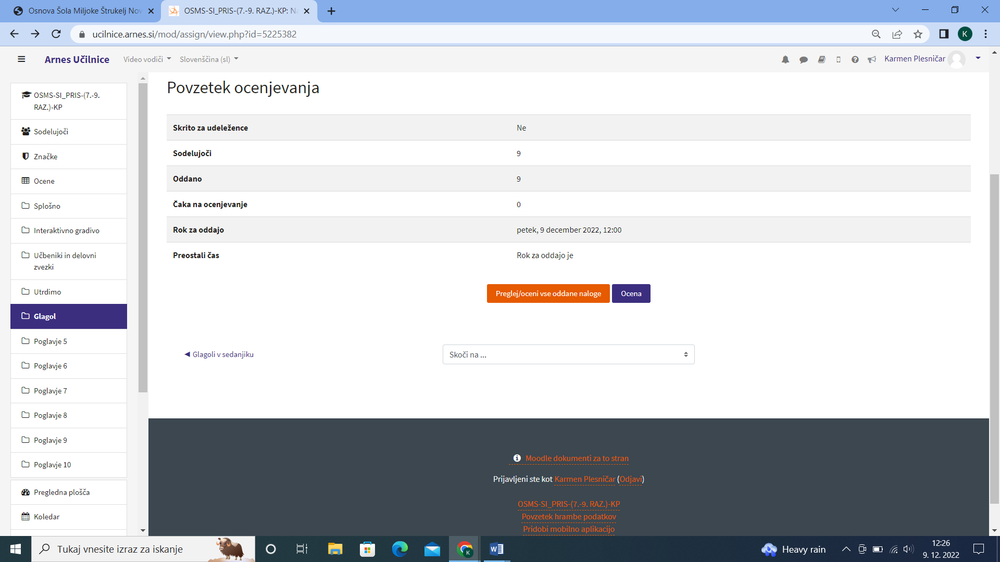 Osnova Šola Miljoke Štrukelj Nov
OSMS-SI_PRIS-(7.-9. RAZ.)-KP: Na
ucilnice.arnes.si/mod/assign/view.php?id=5225382
K
Arnes Učilnice
Video vodiči
Slovenščina (sl)
Karmen Plesničar
OSMS-SI_PRIS-(7.-9.
RAZ.)-KP
Sodelujoči
Značke
Ocene
Splošno
Interaktivno gradivo
Učbeniki in delovni
zvezki
Utrdimo
Glagol
Poglavje 5
Poglavje 6
Poglavje 7
Poglavje 8
Poglavje 9
Poglavje 10
Pregledna plošča
Koledar
Povzetek ocenjevanja
Skrito za udeležence Ne
Sodelujoči 9
Oddano 9
Čaka na ocenjevanje 0
Rok za oddajo petek, 9 december 2022, 12:00
Preostali čas Rok za oddajo je
Preglej/oceni vse oddane naloge Ocena
◄ Glagoli v sedanjiku
Skoči na ...
Moodle dokumenti za to stran
Prijavljeni ste kot Karmen Plesničar (Odjavi)
OSMS-SI_PRIS-(7.-9. RAZ.)-KP
Povzetek hrambe podatkov
Pridobi mobilno aplikacijo
Tukaj vnesite izraz za iskanje
Heavy rain
12:26
9. 12. 2022